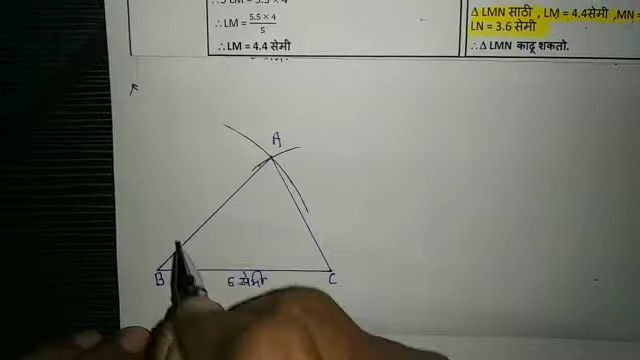 ∴ LM = 5.5 × 4 / 5
∴ LM = 4.4 सेमी
Δ LMN साठी , LM = 4.4सेमी ,MN =
LN = 3.6 सेमी
∴ Δ LMN काढू शकतो.
A
B
6 सेमी
C